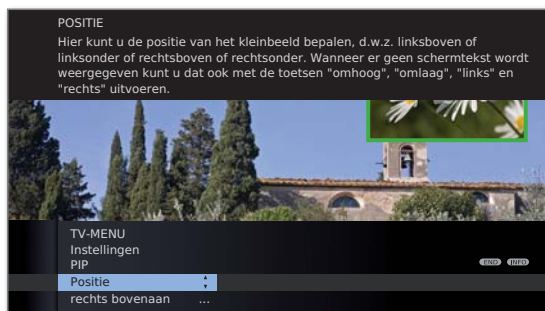 POSITIE
Hier kunt u de positie van het kleinbeeld bepalen, d.w.z. linksboven of
linksonder of rechtsboven of rechtsonder. Wanneer er geen schermtekst wordt
weergegeven kunt u dat ook met de toetsen "omhoog", "omlaag", "links" en
"rechts" uitvoeren.
TV-MENU
Instellingen
PIP
END INFO
Positie
rechts bovenaan ...